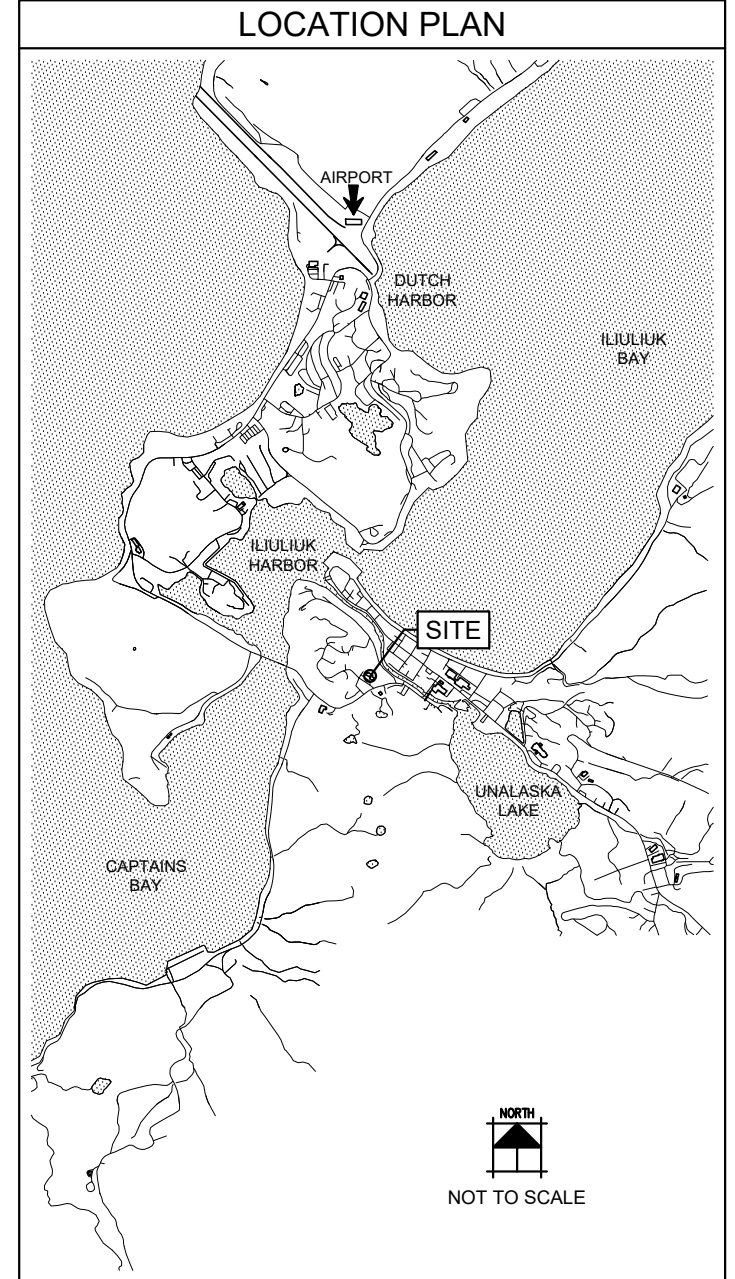 LOCATION PLAN
AIRPORT
DUTCH
HARBOR
ILIULIUK
BAY
ILIULIUK
HARBOR
SITE
UNALASKA
LAKE
CAPTAINS
BAY
NORTH
NOT TO SCALE